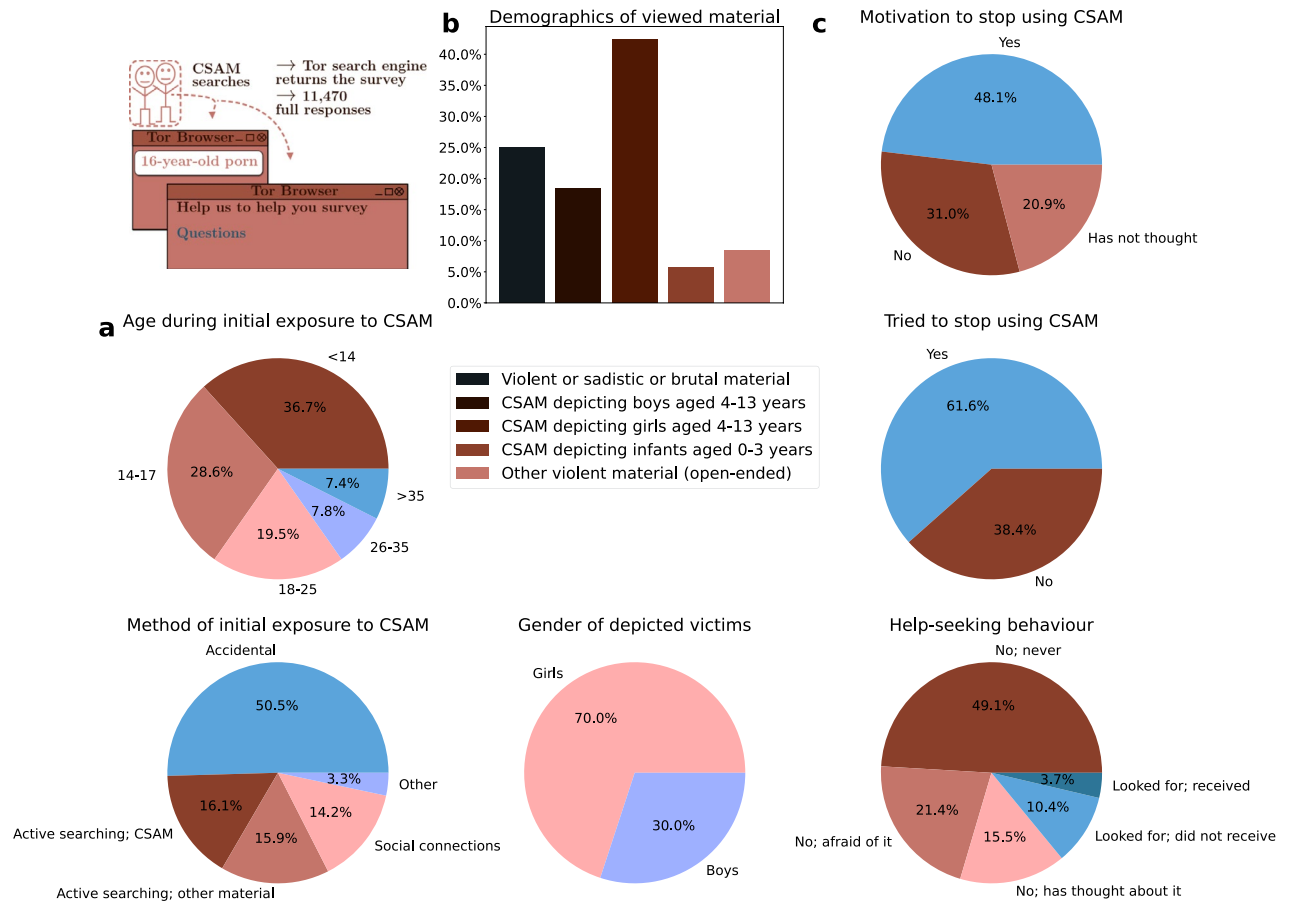 CSAM
searches
→ Tor search engine
returns the survey
→ 11,470
full responses
Tor Browser
16-year-old porn
Tor Browser
Help us to help you survey
Questions
b
Demographics of viewed material
40.0%
35.0%
30.0%
25.0%
20.0%
15.0%
10.0%
5.0%
0.0%
c
Motivation to stop using CSAM
Yes
48.1%
31.0%
20.9%
Has not thought
No
a
Age during initial exposure to CSAM
<14
36.7%
14-17
28.6%
7.4%
>35
7.8%
26-35
19.5%
18-25
Violent or sadistic or brutal material
CSAM depicting boys aged 4-13 years
CSAM depicting girls aged 4-13 years
CSAM depicting infants aged 0-3 years
Other violent material (open-ended)
Tried to stop using CSAM
Yes
61.6%
38.4%
No
Method of initial exposure to CSAM
Accidental
50.5%
3.3%
Other
16.1%
14.2%
Active searching; CSAM
15.9%
Social connections
Active searching; other material
Gender of depicted victims
Girls
70.0%
30.0%
Boys
Help-seeking behaviour
No; never
49.1%
3.7%
Looked for; received
21.4%
10.4%
No; afraid of it
15.5%
Looked for; did not receive
No; has thought about it